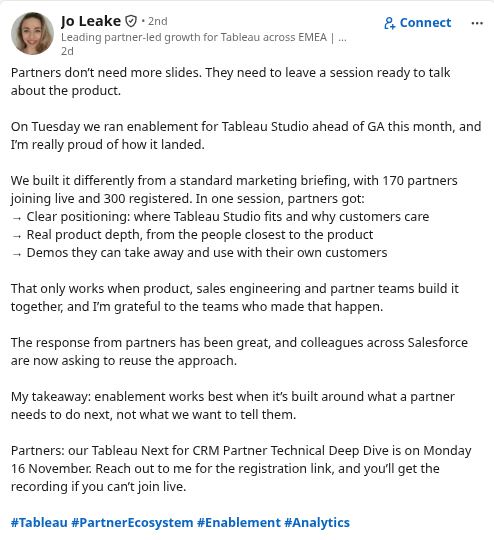 Jo Leake • 2nd
Leading partner-led growth for Tableau across EMEA | ...
2d
Connect
Partners don’t need more slides. They need to leave a session ready to talk
about the product.
On Tuesday we ran enablement for Tableau Studio ahead of GA this month, and
I’m really proud of how it landed.
We built it differently from a standard marketing briefing, with 170 partners
joining live and 300 registered. In one session, partners got:
→ Clear positioning: where Tableau Studio fits and why customers care
→ Real product depth, from the people closest to the product
→ Demos they can take away and use with their own customers
That only works when product, sales engineering and partner teams build it
together, and I’m grateful to the teams who made that happen.
The response from partners has been great, and colleagues across Salesforce
are now asking to reuse the approach.
My takeaway: enablement works best when it’s built around what a partner
needs to do next, not what we want to tell them.
Partners: our Tableau Next for CRM Partner Technical Deep Dive is on Monday
16 November. Reach out to me for the registration link, and you’ll get the
recording if you can’t join live.
#Tableau #PartnerEcosystem #Enablement #Analytics